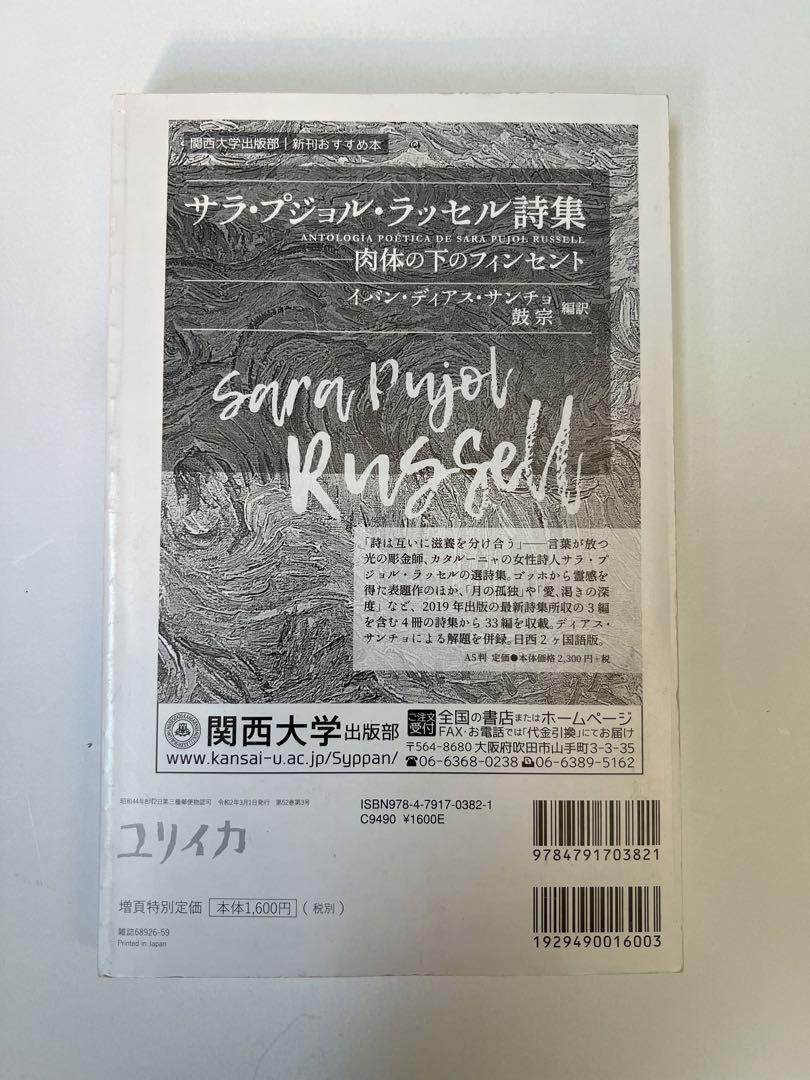 関西大学出版部|新刊おすすめ本
サラ・プジョル・ラッセル詩集
ANTOLOGÍA POÉTICA DE SARA PUJOL RUSSELL
肉体の下のフィンセント
イバン・ディアス・サンチョ
鼓宗
編訳
Sara Pujol
Russell
「詩は互いに滋養を分け合う」──言葉が放つ
光の彫金師、カタルーニャの女性詩人サラ・プ
ジョル・ラッセルの選詩集。ゴッホから霊感を
得た表題作のほか、「月の孤独」や「愛、渇きの深
度」など、2019年出版の最新詩集所収の3編
を含む4冊の詩集から33編を収載。ディアス・
サンチョによる解題を併録。日西2ヶ国語版。
A5判 定価●本体価格2,300円+税
関西大学出版部
www.kansai-u.ac.jp/Syppan/
ご注文受付
全国の書店またはホームページ
FAX・お電話では「代金引換」にてお届け
〒564-8680 大阪府吹田市山手町3-3-35
☎06-6368-0238 06-6389-5162
昭和44年8月12日第三種郵便物認可 令和2年3月1日発行 第52巻第3号
ユリイカ
増頁特別定価 本体1,600円(税別)
雑誌68926-59
Printed in Japan
ISBN978-4-7917-0382-1
C9490 ¥1600E
9784791703821
1929490016003